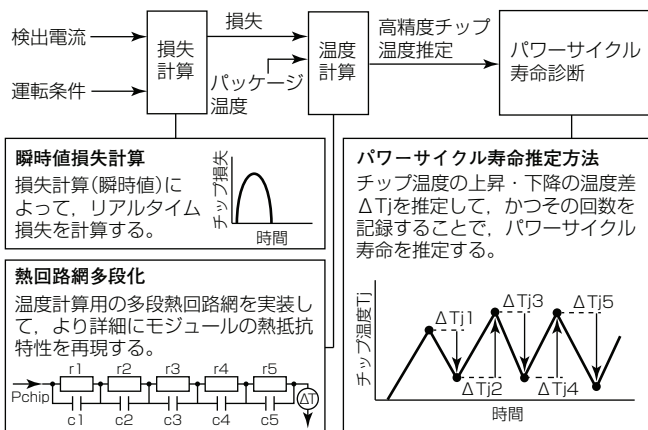 検出電流
運転条件
損失
計算
損失
パッケージ
温度
温度
計算
高精度チップ
温度推定
パワーサイクル
寿命診断
瞬時値損失計算
損失計算(瞬時値)に
よって，リアルタイム
損失を計算する。
チップ損失
時間
熱回路網多段化
温度計算用の多段熱回路網を実装し
て，より詳細にモジュールの熱抵抗
特性を再現する。
r1 r2 r3 r4 r5
Pchip
ΔT
c1 c2 c3 c4 c5
パワーサイクル寿命推定方法
チップ温度の上昇・下降の温度差
ΔTjを推定して，かつその回数を
記録することで，パワーサイクル
寿命を推定する。
チップ温度Tj
ΔTj1
ΔTj2
ΔTj3
ΔTj4
ΔTj5
時間